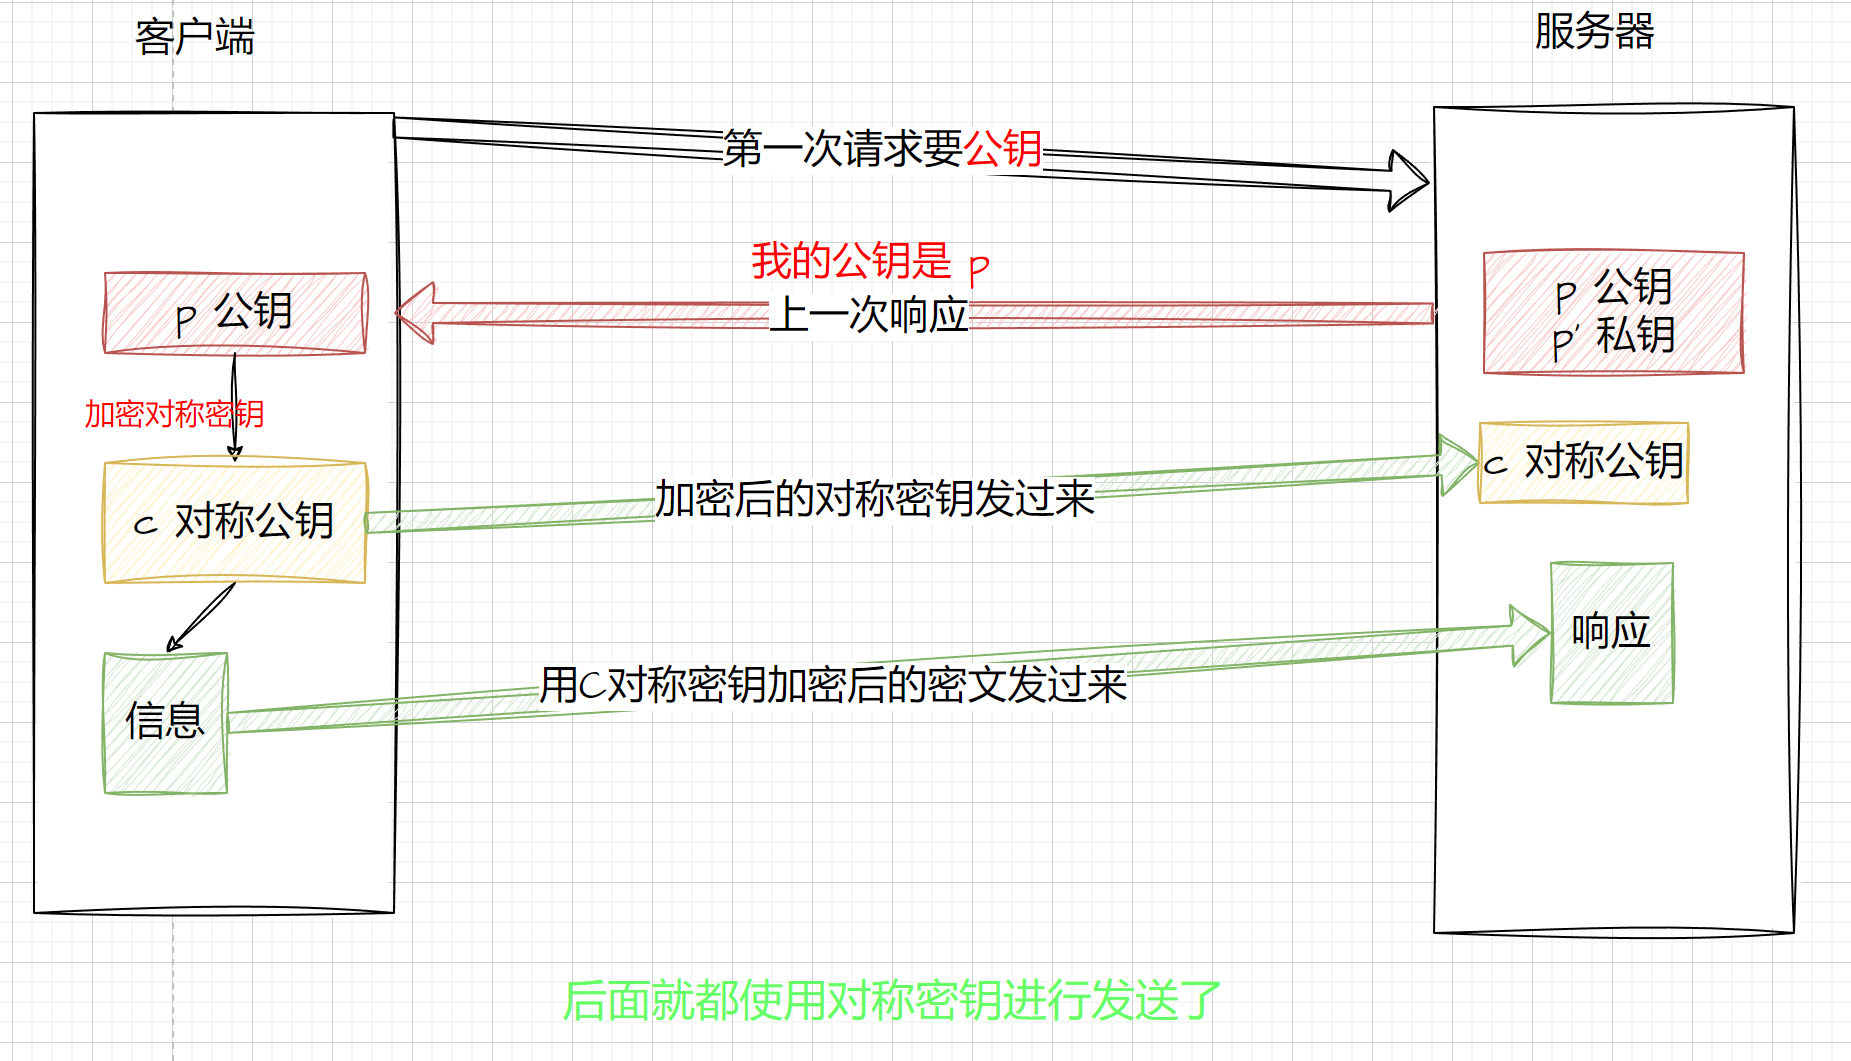 客户端
服务器
第一次请求要公钥
我的公钥是 p
上一次响应
p 公钥
p 公钥
p' 私钥
加密对称密钥
c 对称公钥
加密后的对称密钥发过来
c 对称公钥
响应
用C对称密钥加密后的密文发过来
信息
后面就都使用对称密钥进行发送了